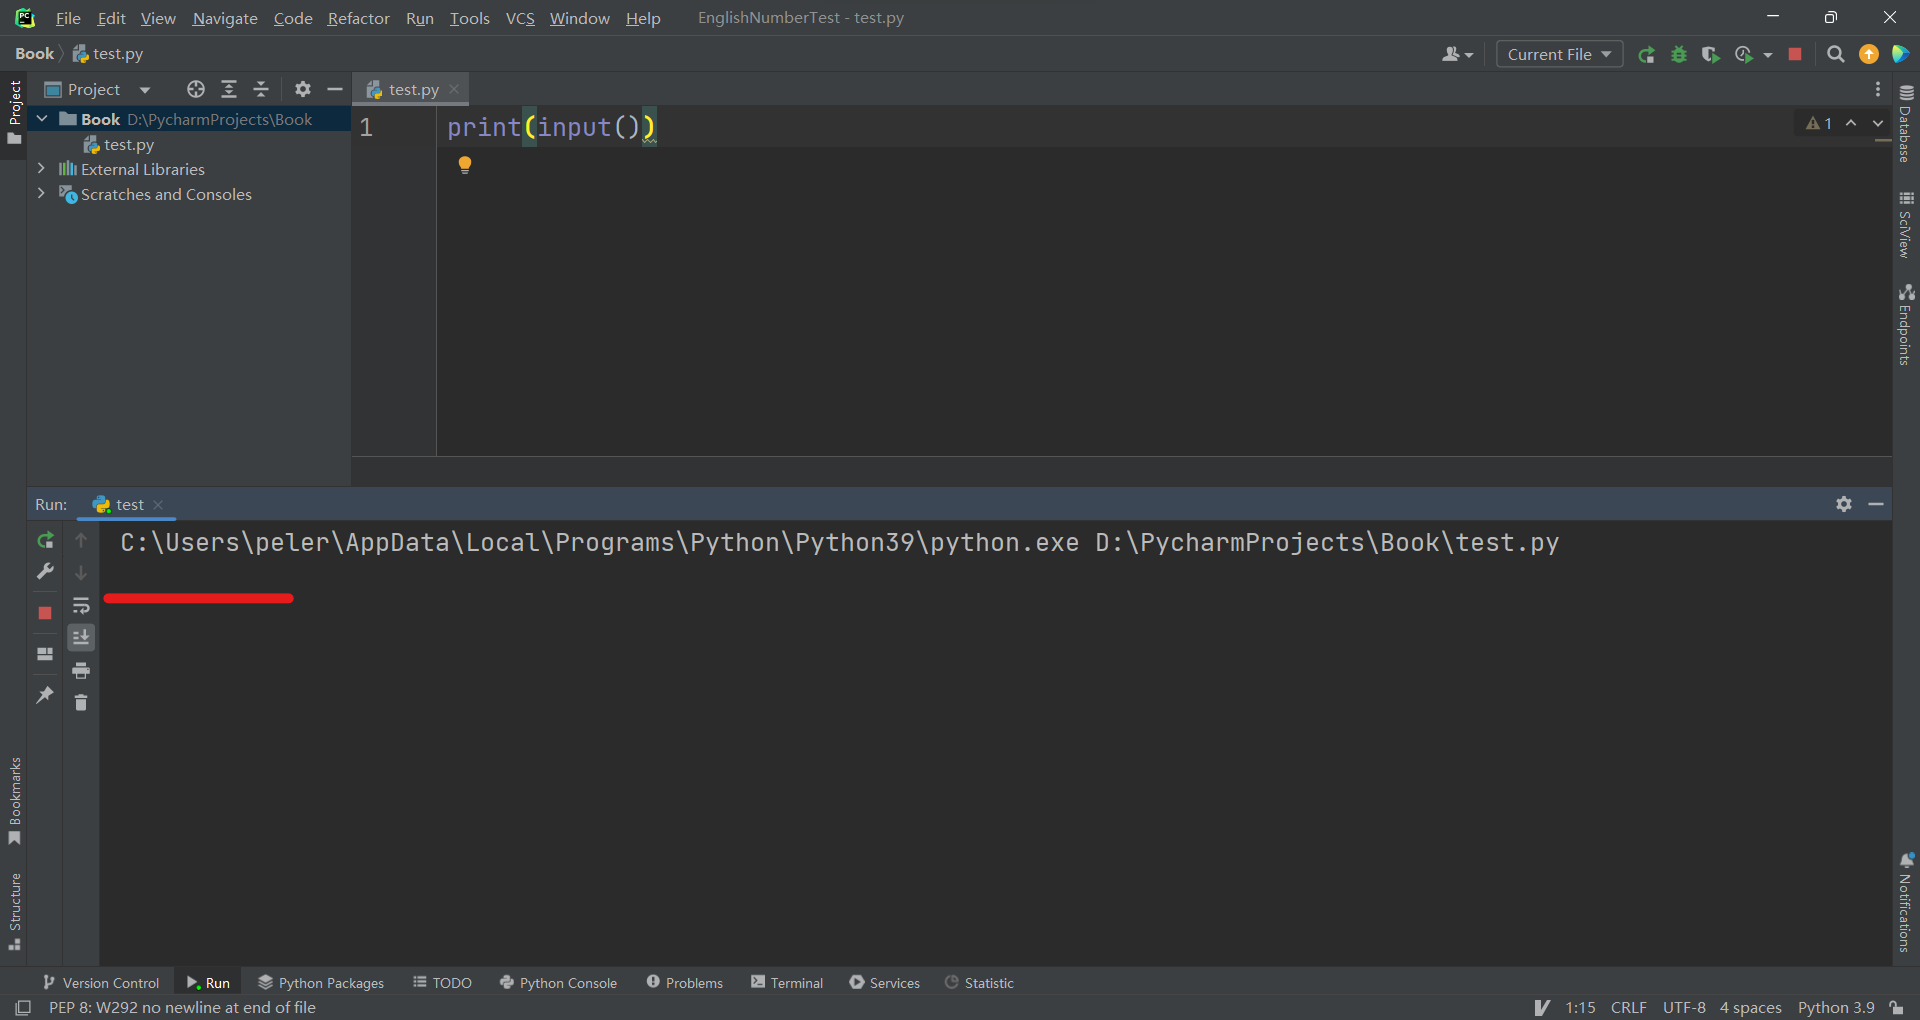 File Edit View Navigate Code Refactor Run Tools VCS Window Help EnglishNumberTest - test.py
Book test.py
Current File
Project
test.py
Project
Book D:\PycharmProjects\Book
test.py
External Libraries
Scratches and Consoles
1 print(input())
1
Database
SciView
Endpoints
Run: test
C:\Users\peler\AppData\Local\Programs\Python\Python39\python.exe D:\PycharmProjects\Book\test.py
Bookmarks
Structure
Notifications
Version Control Run Python Packages TODO Python Console Problems Terminal Services Statistic
PEP 8: W292 no newline at end of file 1:15 CRLF UTF-8 4 spaces Python 3.9